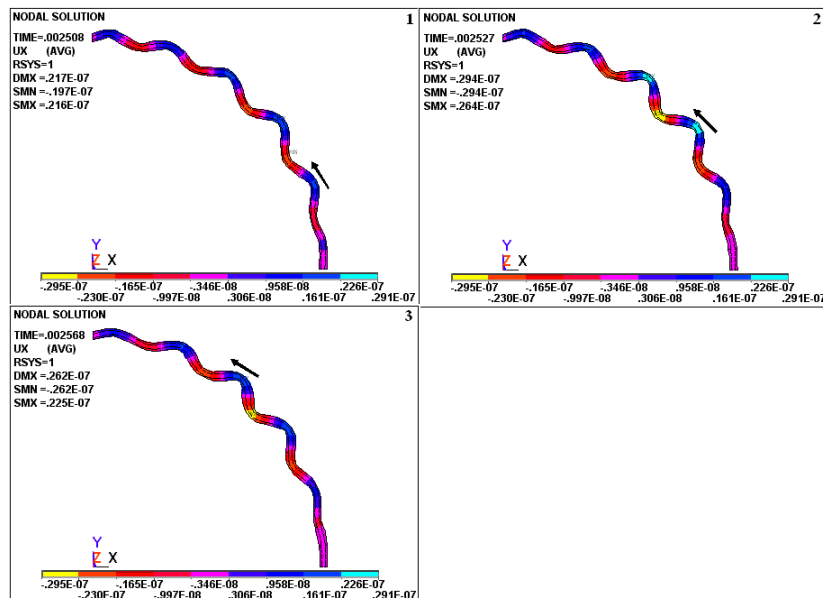 NODAL SOLUTION
1
TIME=.002508
UX (AVG)
RSYS=1
DMX =.217E-07
SMN =-.197E-07
SMX =.216E-07
Y
Z X
-.295E-07 -.165E-07 -.346E-08 .958E-08 .226E-07
-.230E-07 -.997E-08 .306E-08 .161E-07 .291E-07
NODAL SOLUTION
2
TIME=.002527
UX (AVG)
RSYS=1
DMX =.294E-07
SMN =-.294E-07
SMX =.264E-07
Y
Z X
-.295E-07 -.165E-07 -.346E-08 .958E-08 .226E-07
-.230E-07 -.997E-08 .306E-08 .161E-07 .291E-07
NODAL SOLUTION
3
TIME=.002568
UX (AVG)
RSYS=1
DMX =.262E-07
SMN =-.262E-07
SMX =.225E-07
Y
Z X
-.295E-07 -.165E-07 -.346E-08 .958E-08 .226E-07
-.230E-07 -.997E-08 .306E-08 .161E-07 .291E-07